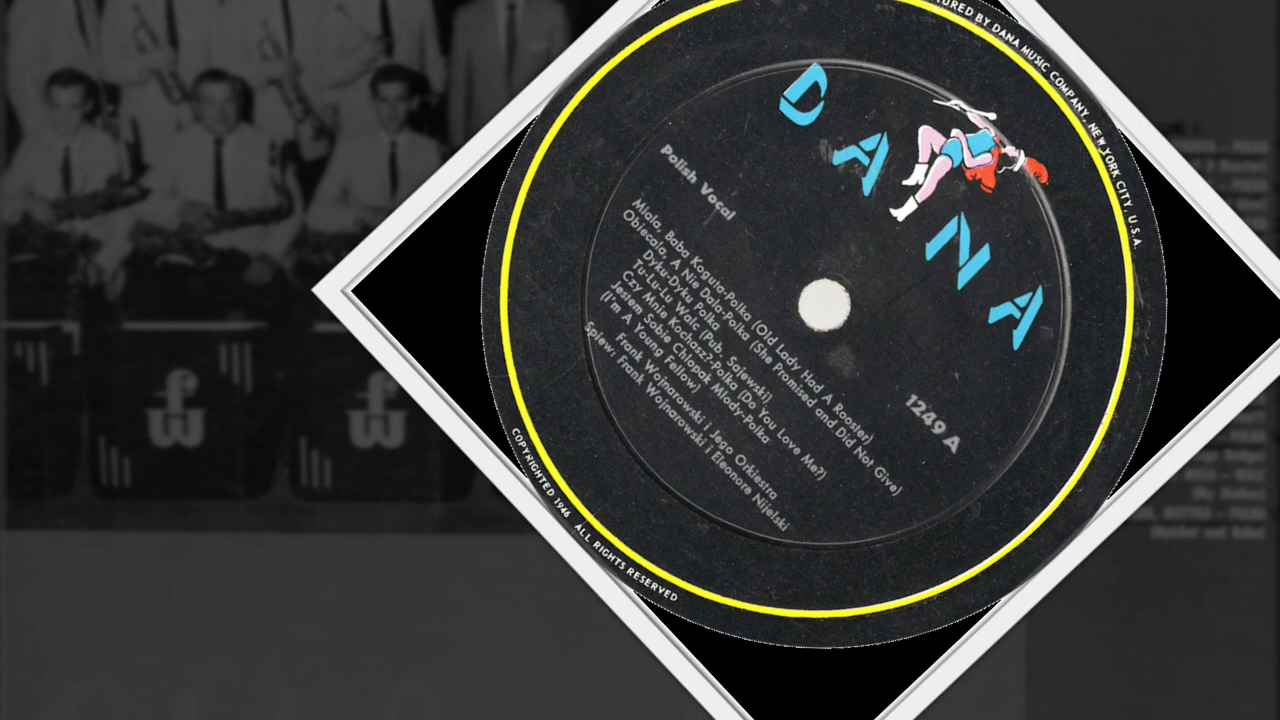 DANA
Polish Vocal
1249 A
Miala, Baba Koguta-Polka (Old Lady Had A Rooster)
Obiecala, A Nie Dala-Polka (She Promised and Did Not Give)
Dyku-Dyku Polka
Tu-Lu-Lu Walc (Pub. Sajewski)
Czy Mnie Kochasz?-Polka (Do You Love Me?)
Jestem Sobie Chlopak Mlody-Polka
(I'm A Young Fellow)
Frank Wojnarowski i Jego Orkiestra
Spiew: Frank Wojnarowski i Eleonore Nijelski
BY DANA MUSIC COMPANY, NEW YORK CITY, U.S.A.
COPYRIGHTED 1946 ALL RIGHTS RESERVED
fw
fw